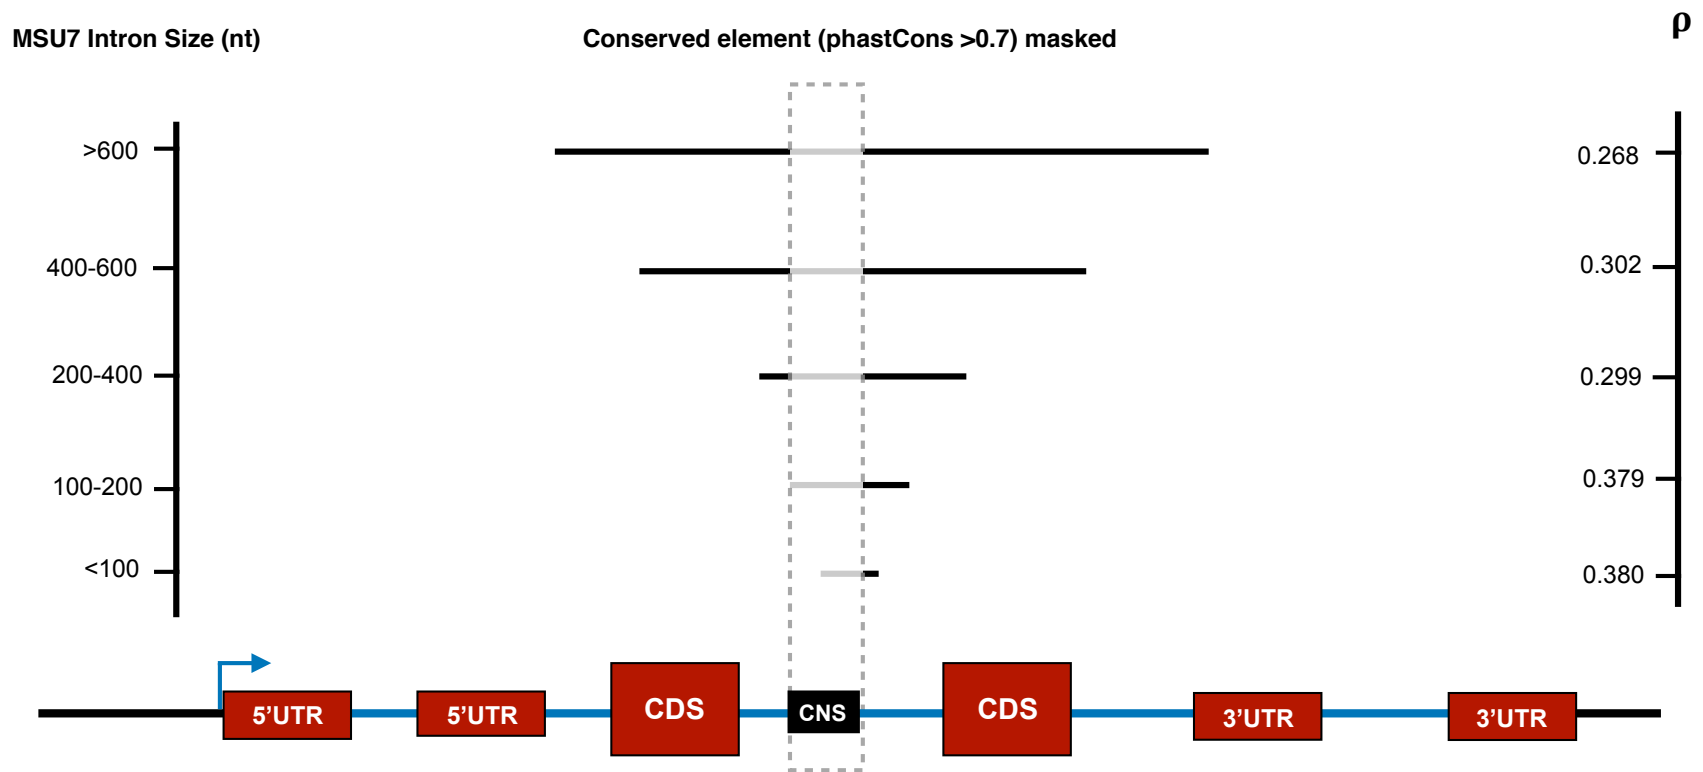 MSU7 Intron Size (nt) Conserved element (phastCons >0.7) masked ρ
>600 0.268
400-600 0.302
200-400 0.299
100-200 0.379
<100 0.380
5'UTR 5'UTR CDS CNS CDS 3'UTR 3'UTR